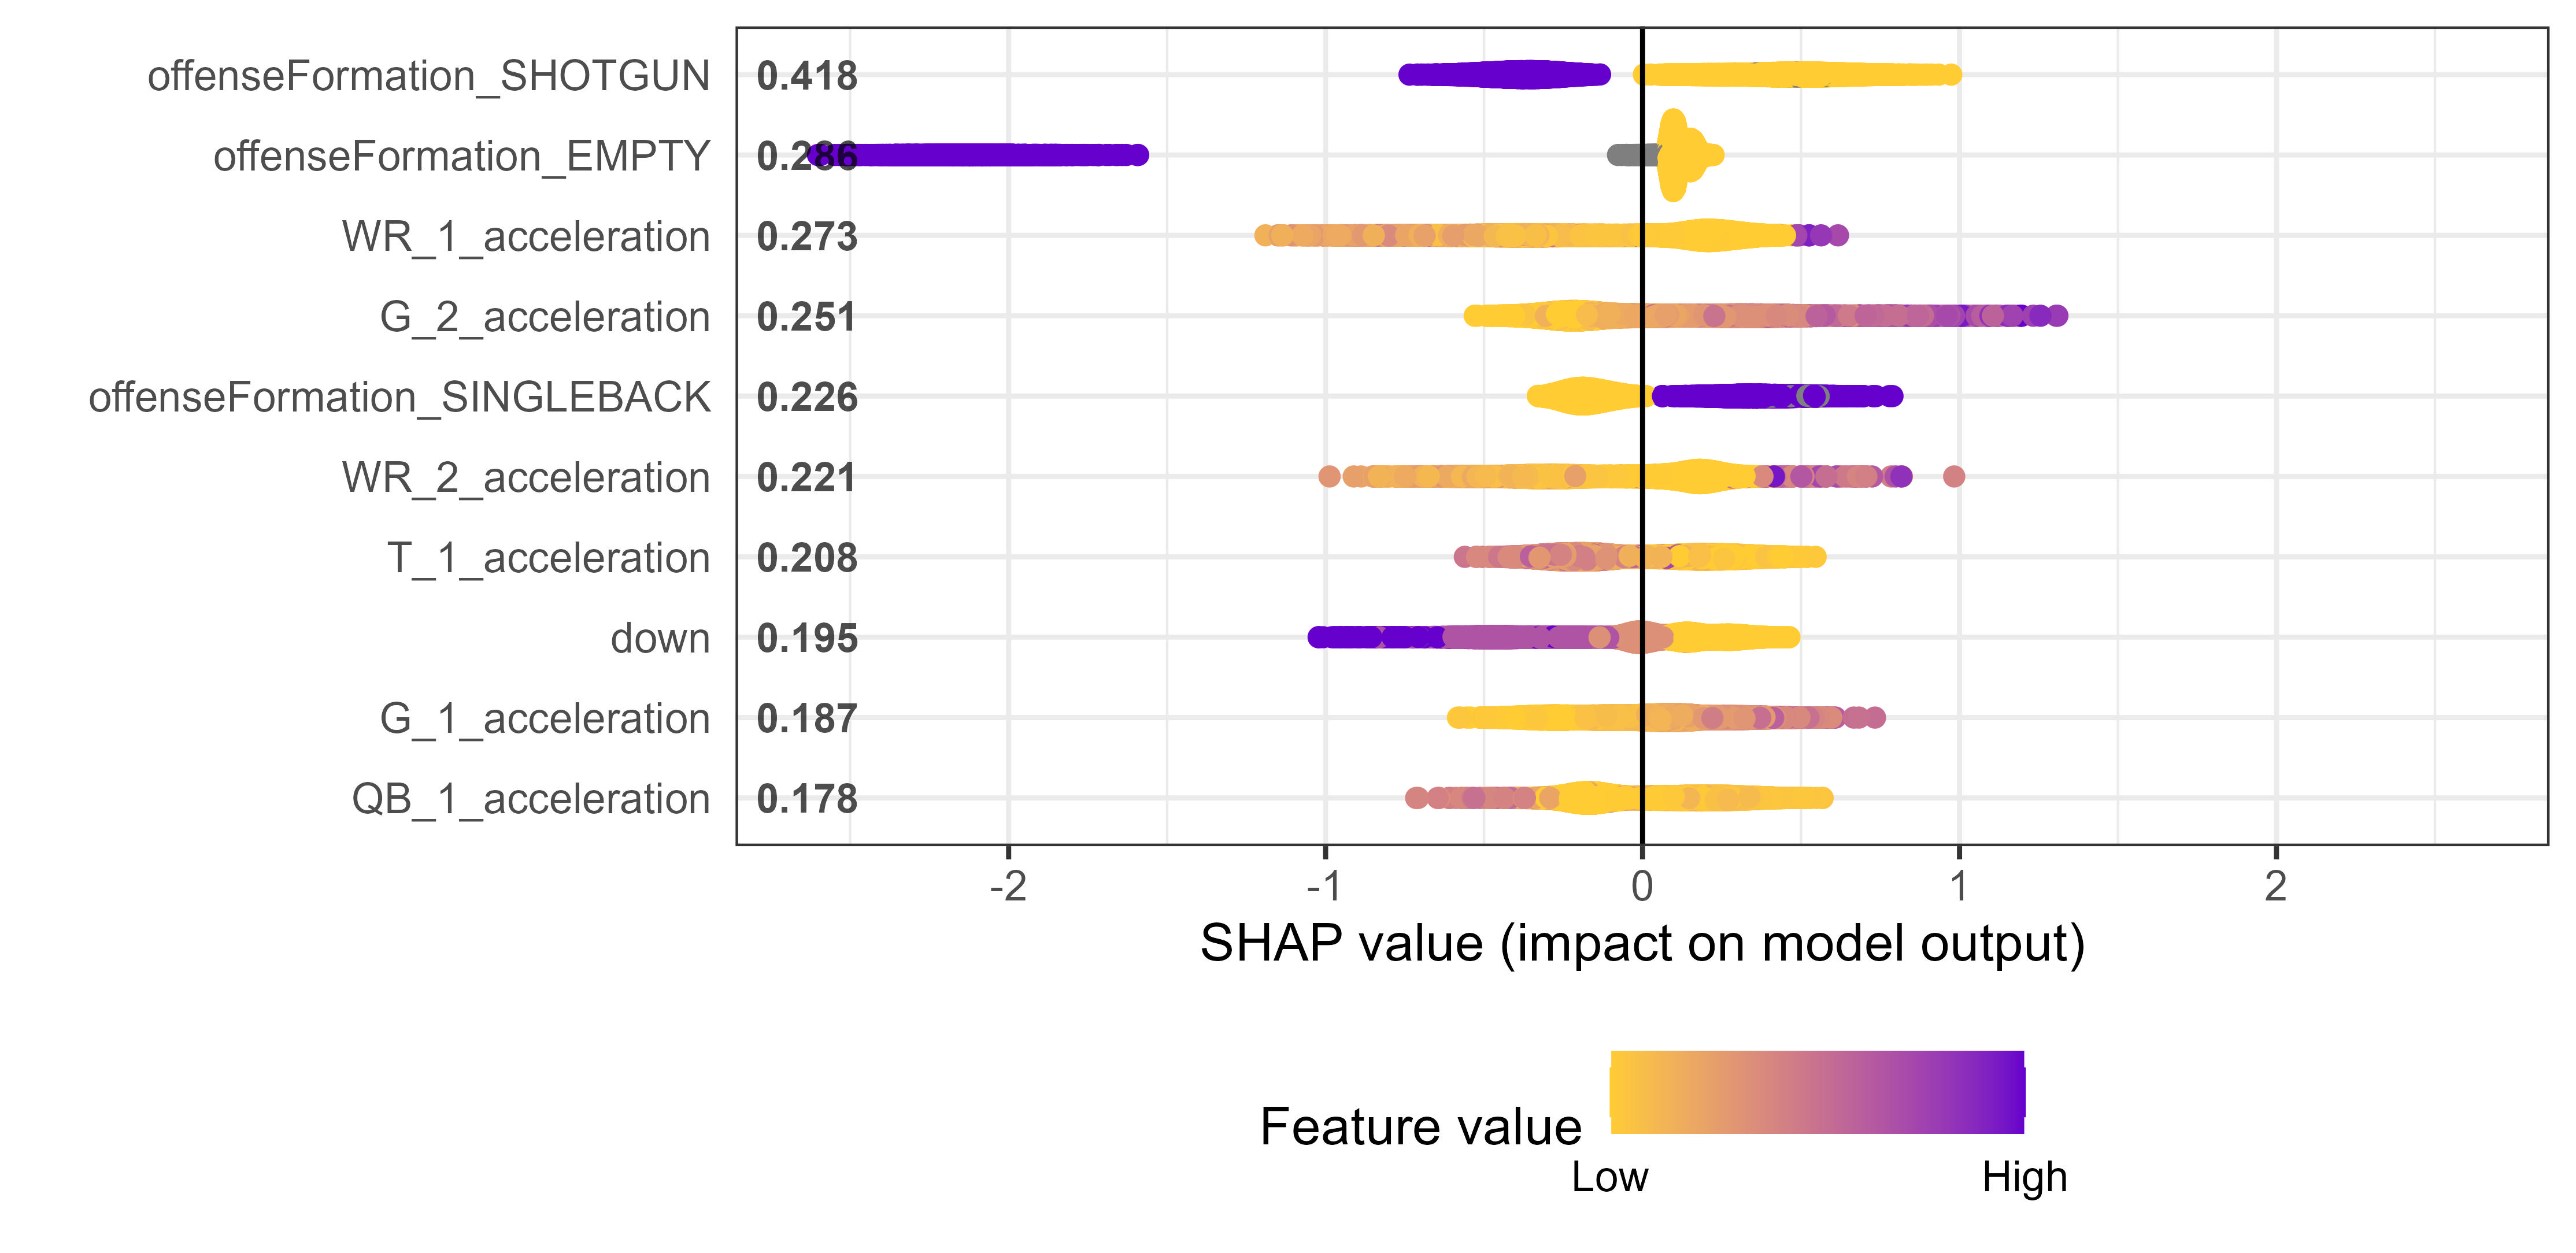 offenseFormation_SHOTGUN 0.418
offenseFormation_EMPTY 0.286
WR_1_acceleration 0.273
G_2_acceleration 0.251
offenseFormation_SINGLEBACK 0.226
WR_2_acceleration 0.221
T_1_acceleration 0.208
down 0.195
G_1_acceleration 0.187
QB_1_acceleration 0.178
-2 -1 0 1 2
SHAP value (impact on model output)
Feature value
Low High